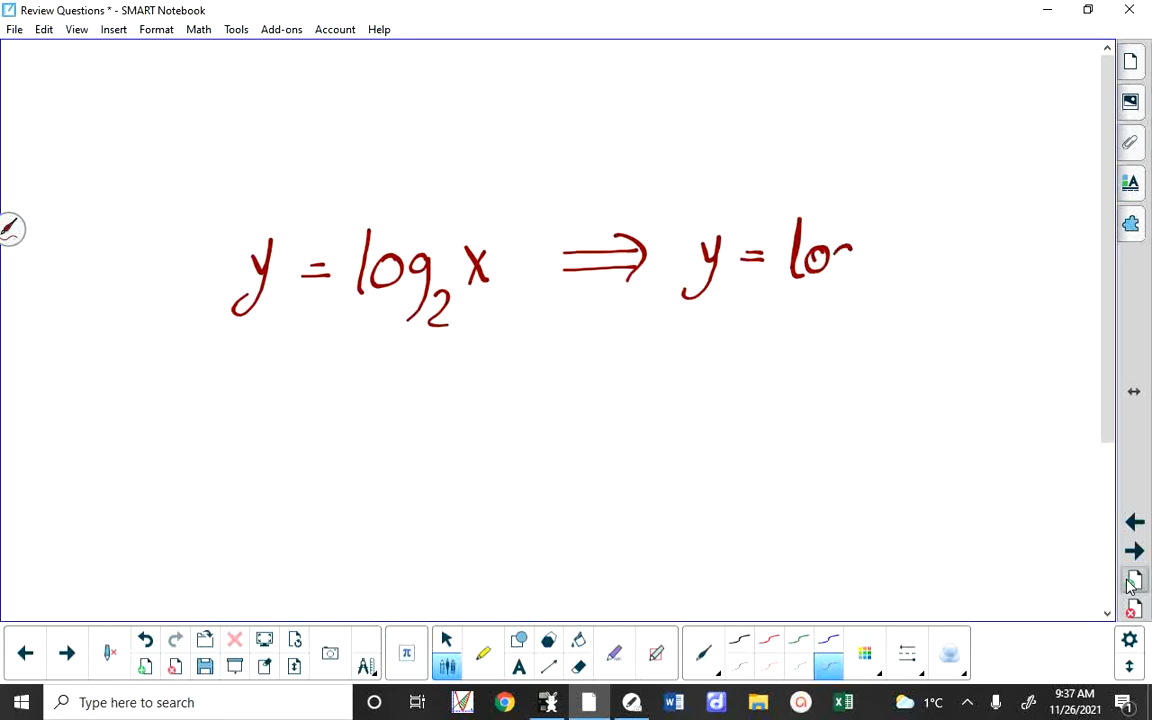 Review Questions * - SMART Notebook
File Edit View Insert Format Math Tools Add-ons Account Help
y = log₂ x ⟹ y = lo
π
A
Type here to search
1°C
9:37 AM
11/26/2021
1